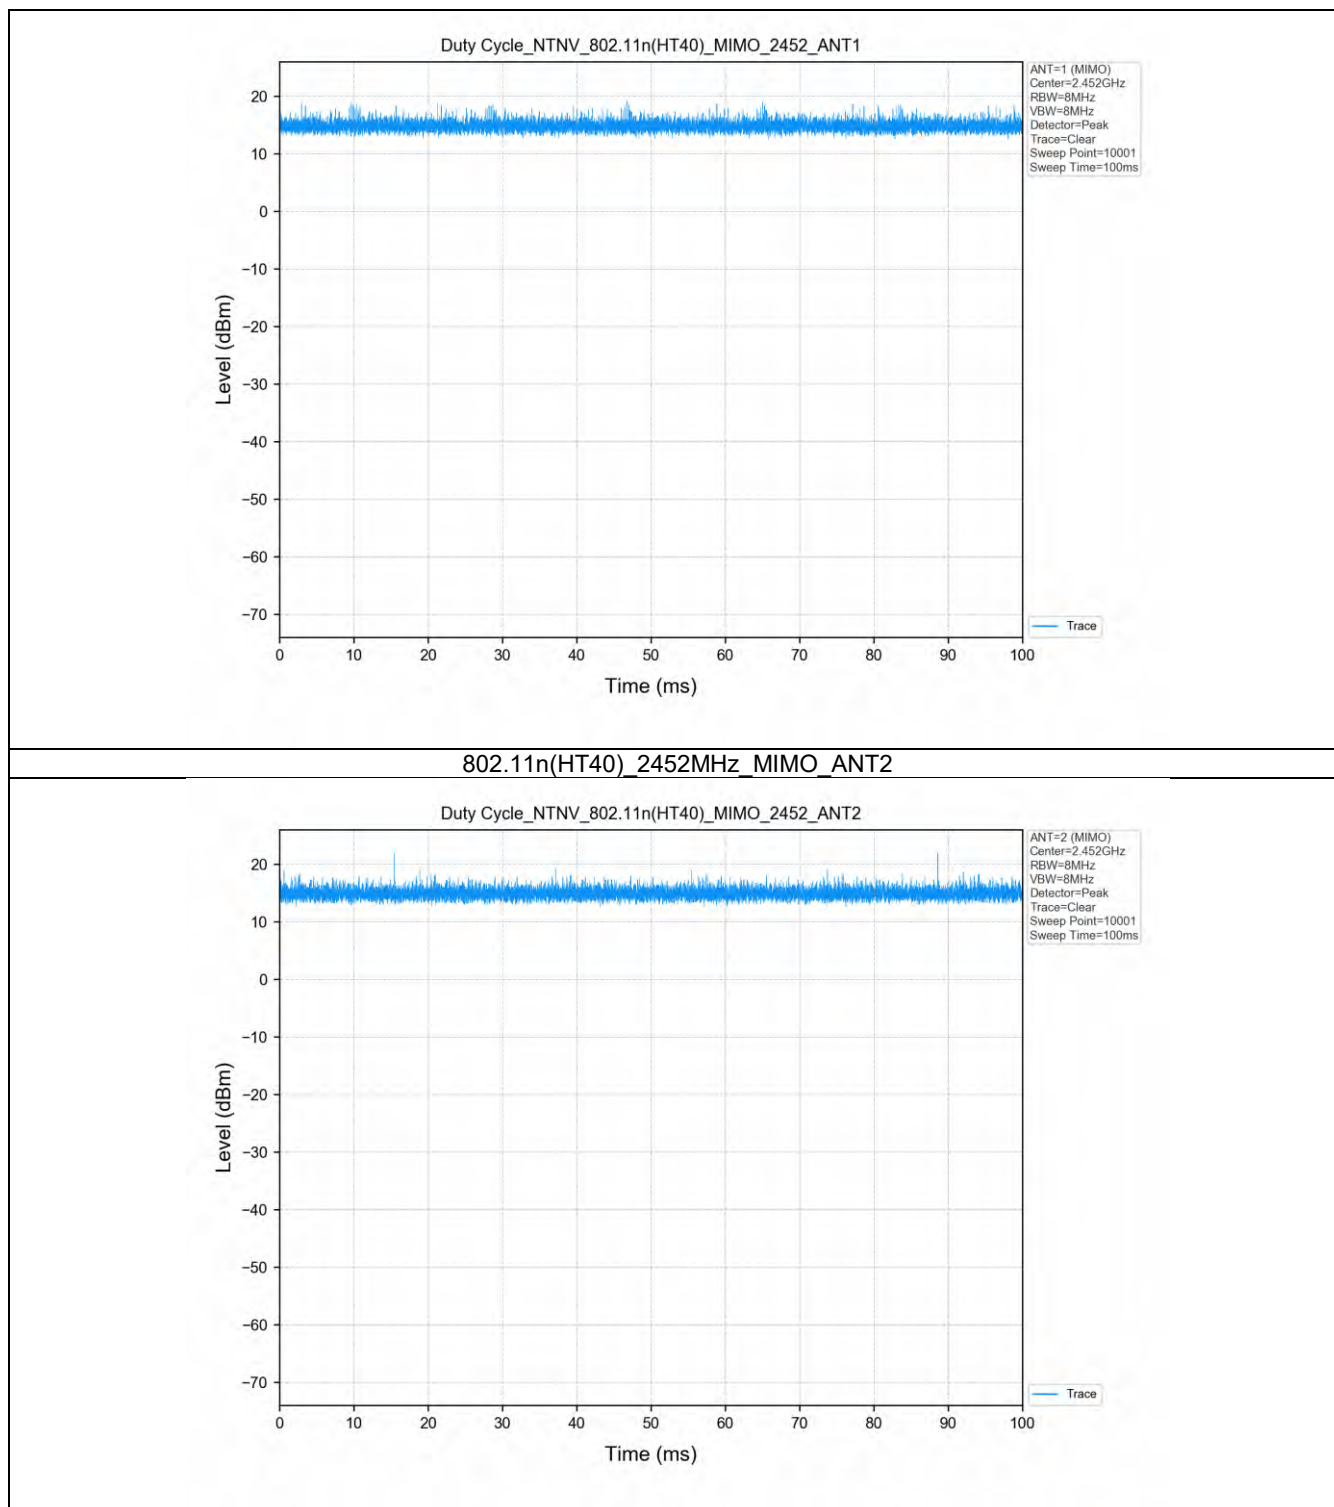 Duty Cycle_NTNV_802.11n(HT40)_MIMO_2452_ANT1
ANT=1 (MIMO)
Center=2.452GHz
RBW=8MHz
VBW=8MHz
Detector=Peak
Trace=Clear
Sweep Point=10001
Sweep Time=100ms
20
10
0
−10
−20
−30
−40
−50
−60
−70
Level (dBm)
Trace
0 10 20 30 40 50 60 70 80 90 100
Time (ms)
802.11n(HT40)_2452MHz_MIMO_ANT2
Duty Cycle_NTNV_802.11n(HT40)_MIMO_2452_ANT2
ANT=2 (MIMO)
Center=2.452GHz
RBW=8MHz
VBW=8MHz
Detector=Peak
Trace=Clear
Sweep Point=10001
Sweep Time=100ms
20
10
0
−10
−20
−30
−40
−50
−60
−70
Level (dBm)
Trace
0 10 20 30 40 50 60 70 80 90 100
Time (ms)